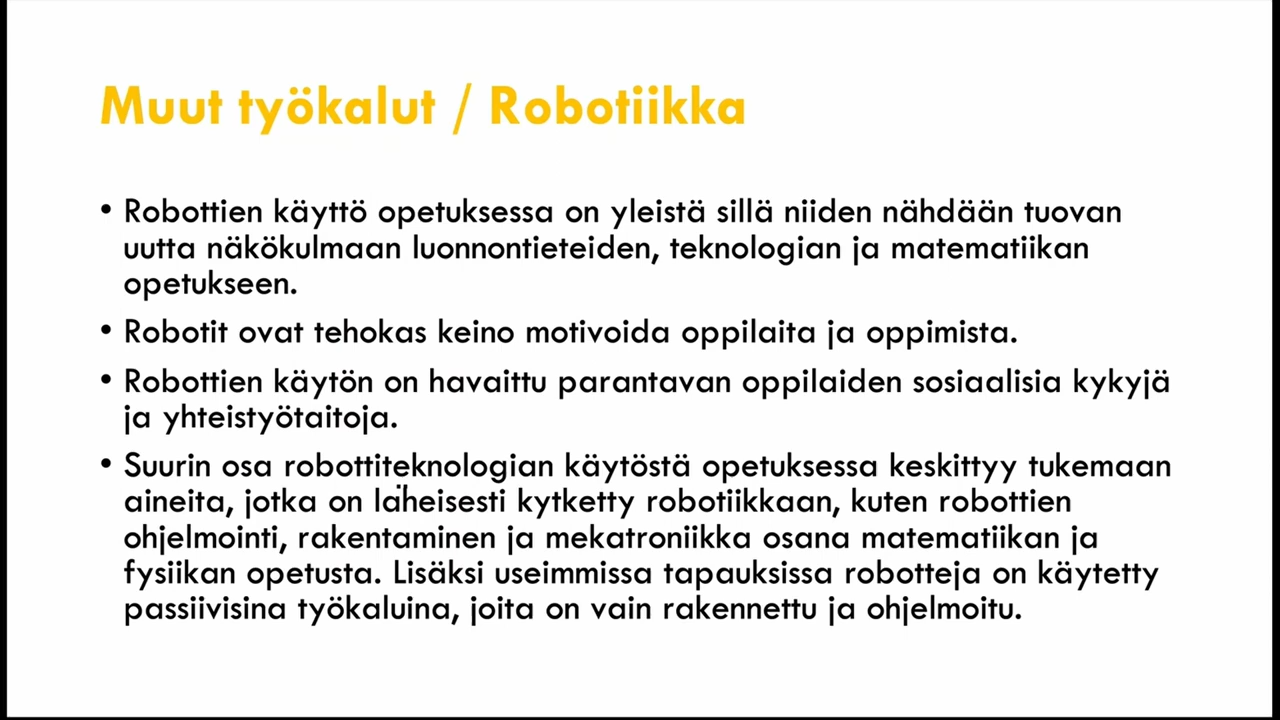 Muut työkalut / Robotiikka
• Robottien käyttö opetuksessa on yleistä sillä niiden nähdään tuovan
uutta näkökulmaan luonnontieteiden, teknologian ja matematiikan
opetukseen.
• Robotit ovat tehokas keino motivoida oppilaita ja oppimista.
• Robottien käytön on havaittu parantavan oppilaiden sosiaalisia kykyjä
ja yhteistyötaitoja.
• Suurin osa robottiteknologian käytöstä opetuksessa keskittyy tukemaan
aineita, jotka on läheisesti kytketty robotiikkaan, kuten robottien
ohjelmointi, rakentaminen ja mekatroniikka osana matematiikan ja
fysiikan opetusta. Lisäksi useimmissa tapauksissa robotteja on käytetty
passiivisina työkaluina, joita on vain rakennettu ja ohjelmoitu.